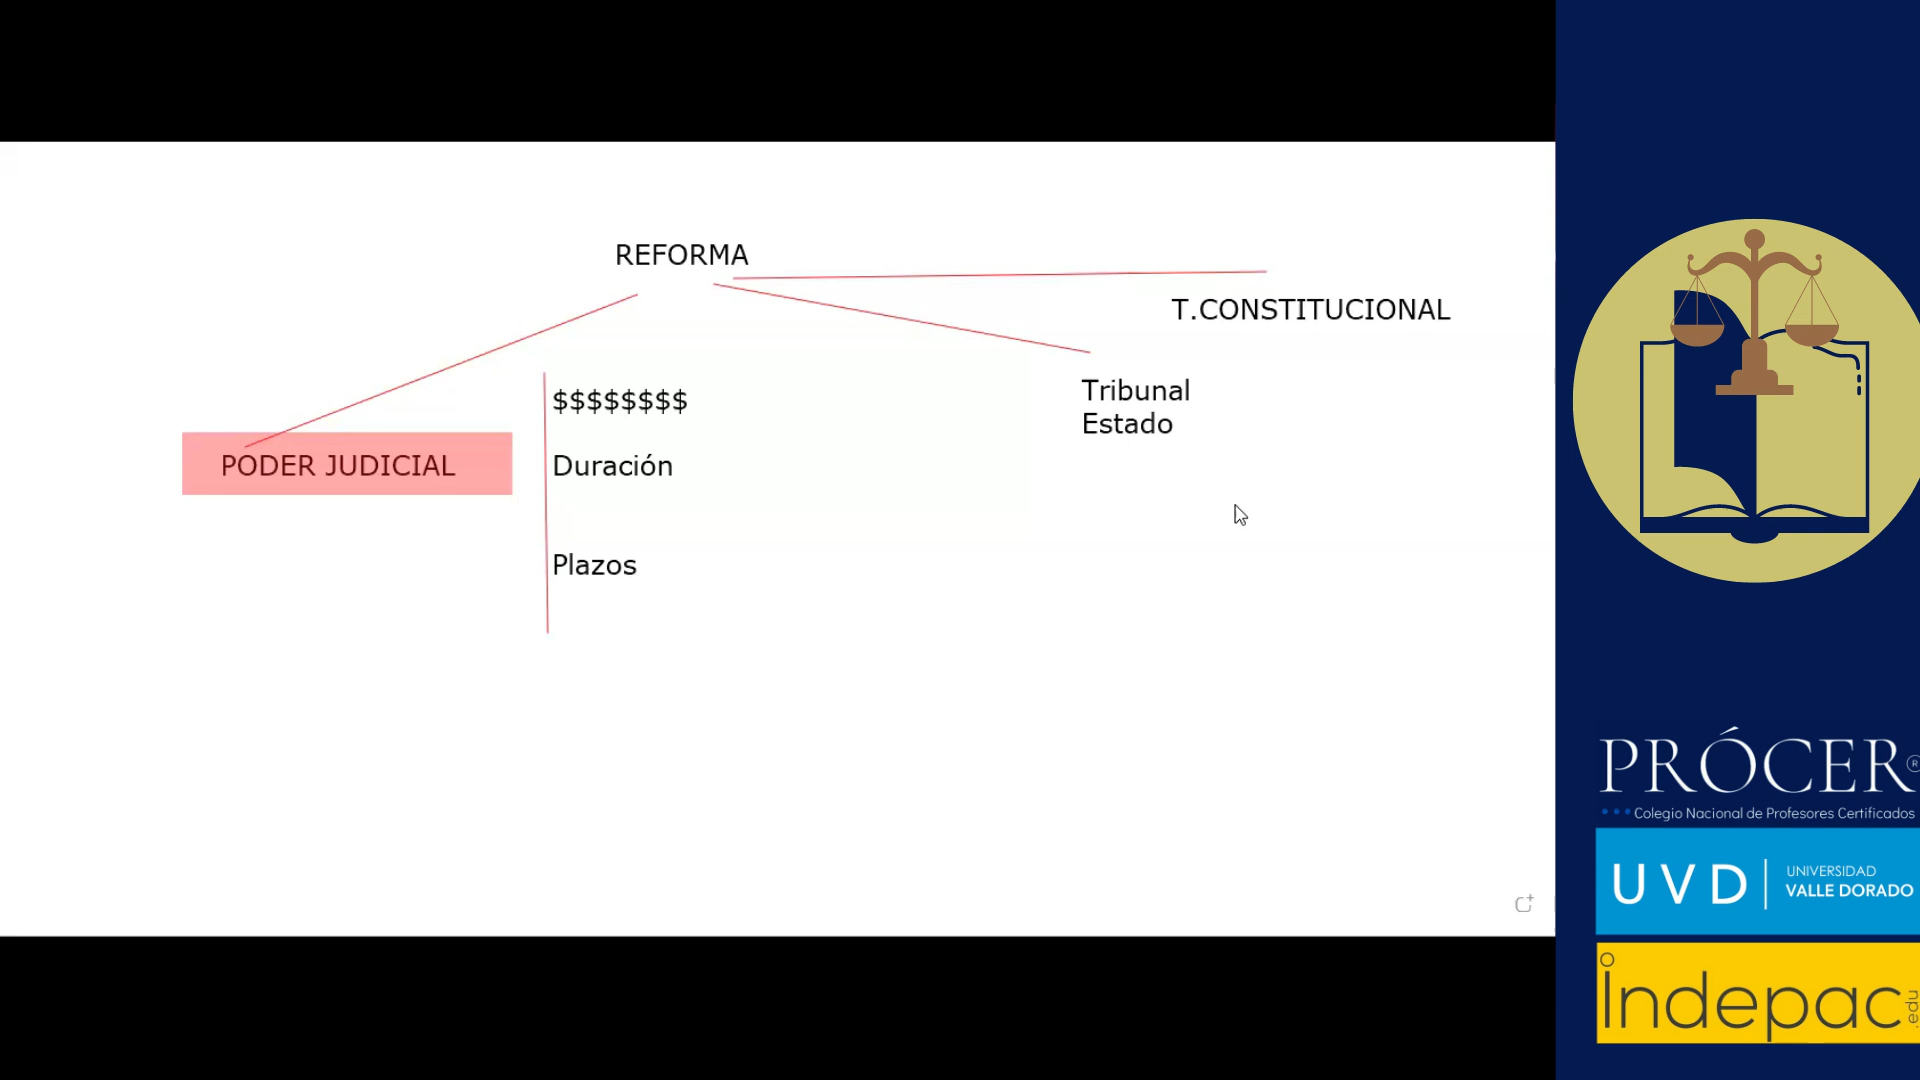 REFORMA
T.CONSTITUCIONAL
$$$$$$$$
Tribunal
Estado
PODER JUDICIAL
Duración
Plazos
PRÓCER®
Colegio Nacional de Profesores Certificados
UVD
UNIVERSIDAD
VALLE DORADO
Indepac
.edu